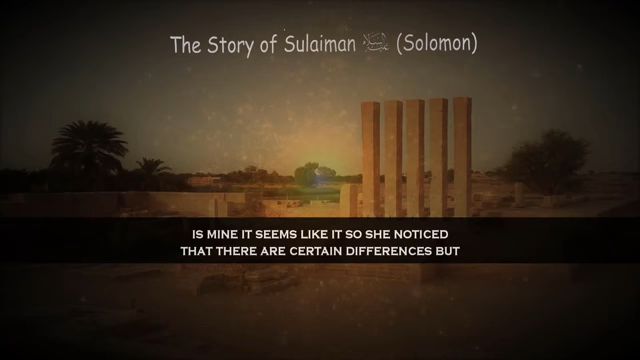 The Story of Sulaiman (Solomon)
IS MINE IT SEEMS LIKE IT SO SHE NOTICED
THAT THERE ARE CERTAIN DIFFERENCES BUT